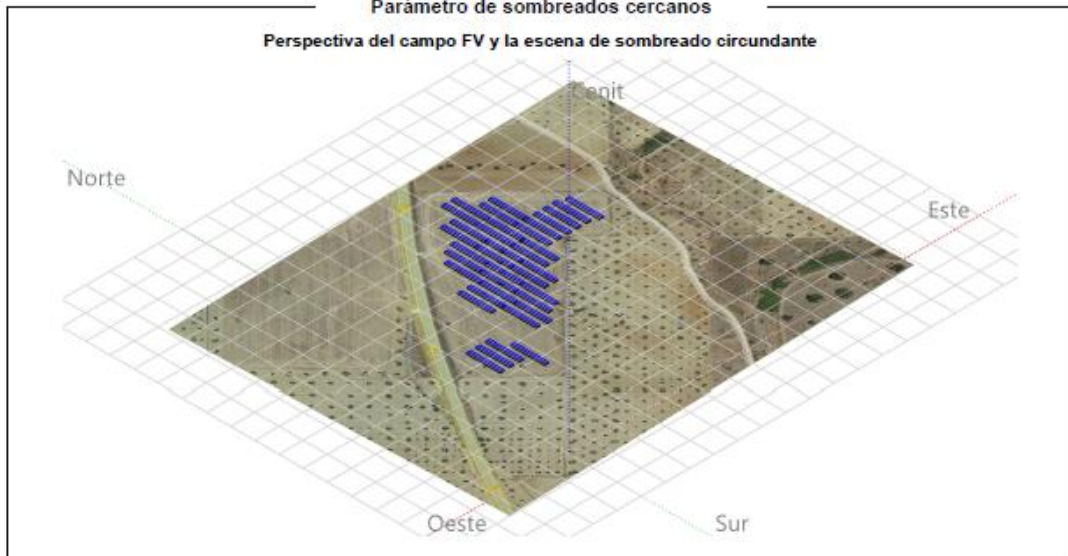 Parámetro de sombreados cercanos
Perspectiva del campo FV y la escena de sombreado circundante
Cenit
Norte
Este
Oeste
Sur